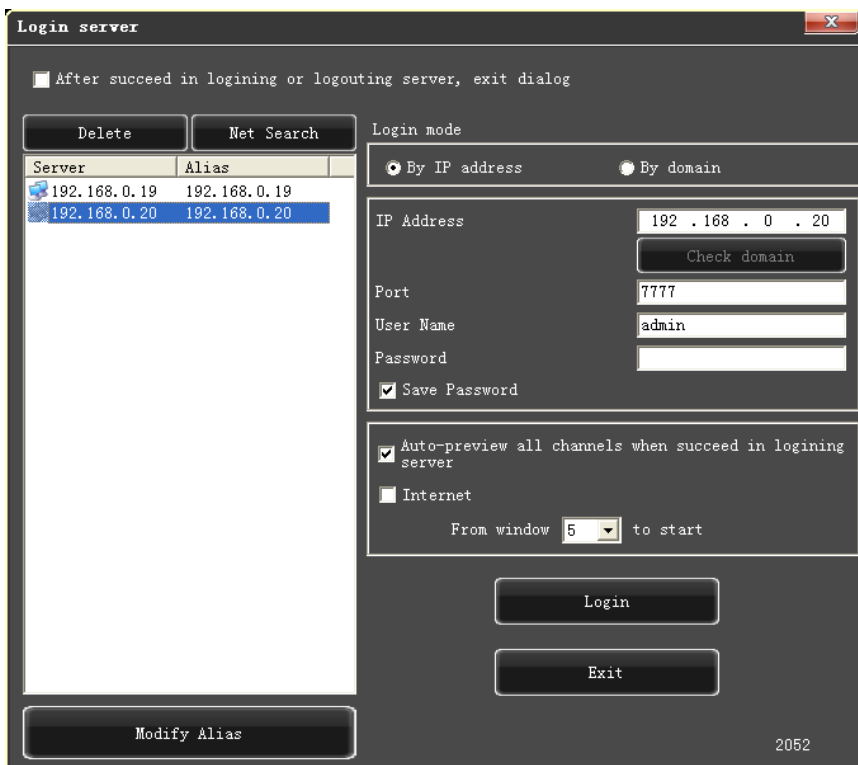 Login server
After succeed in logining or logouting server, exit dialog
Delete
Net Search
Server Alias
192.168.0.19 192.168.0.19
192.168.0.20 192.168.0.20
Modify Alias
Login mode
By IP address
By domain
IP Address
192 . 168 . 0 . 20
Check domain
Port
7777
User Name
admin
Password
Save Password
Auto-preview all channels when succeed in logining
server
Internet
From window 5 to start
Login
Exit
2052